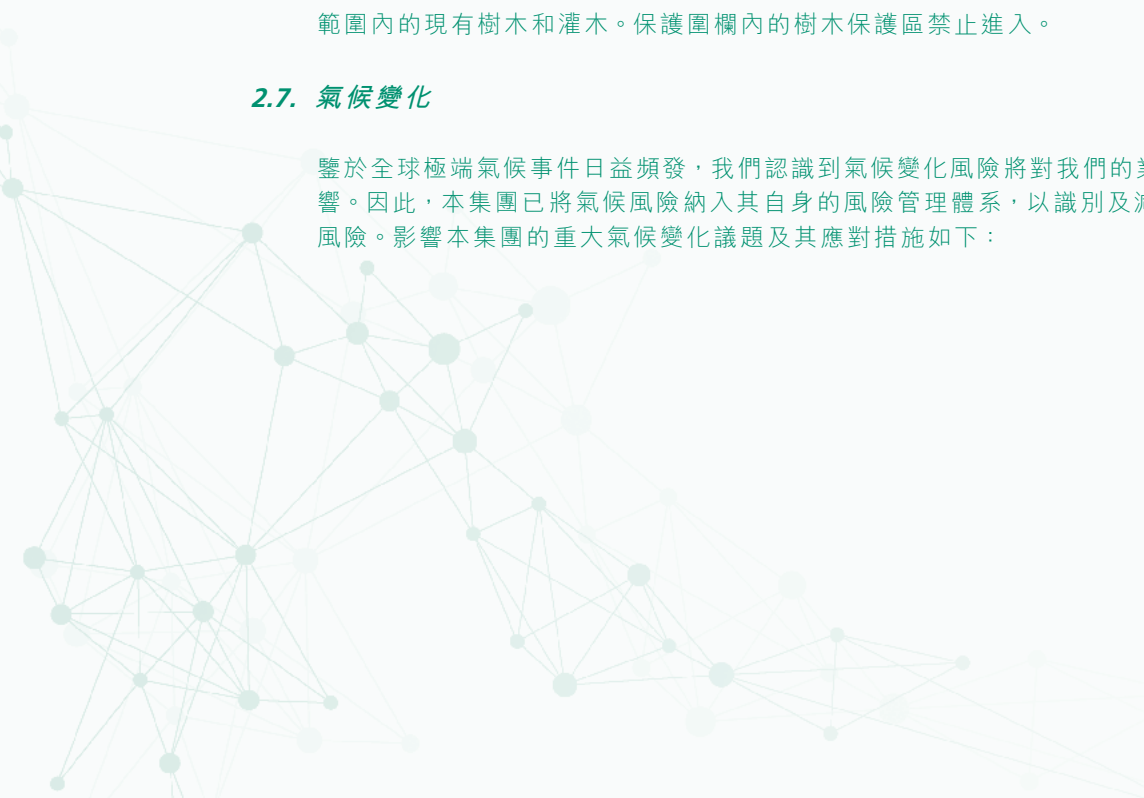 範圍內的現有樹木和灌木。保護圍欄內的樹木保護區禁止進入。
2.7. 氣候變化
鑒於全球極端氣候事件日益頻發，我們認識到氣候變化風險將對我們的
響。因此，本集團已將氣候風險納入其自身的風險管理體系，以識別及
風險。影響本集團的重大氣候變化議題及其應對措施如下：